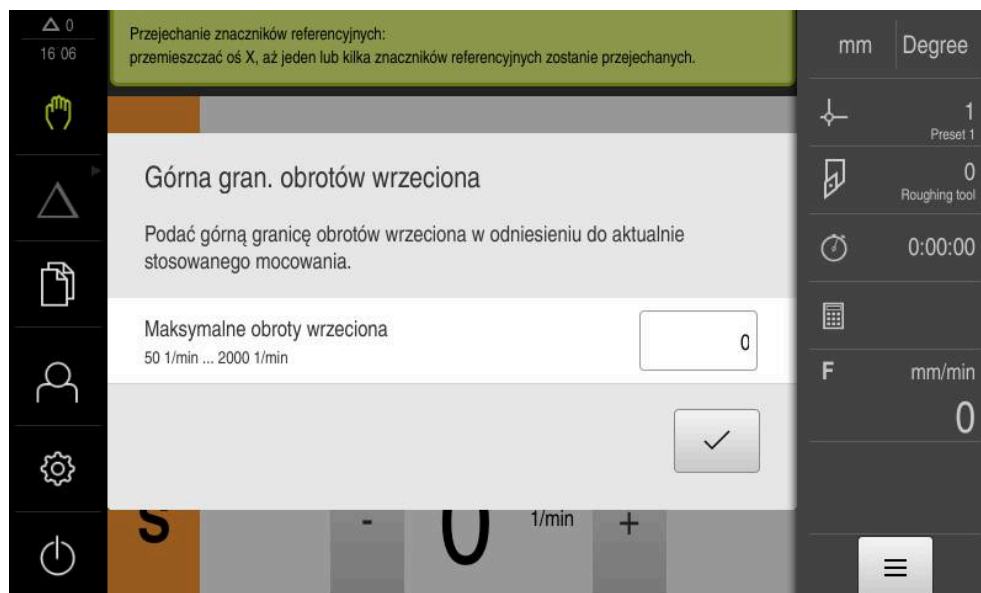 0
16 06
Przejechanie znaczników referencyjnych:
przemieszczać oś X, aż jeden lub kilka znaczników referencyjnych zostanie przejechanych.
mm Degree
1
Preset 1
0
Roughing tool
0:00:00
F mm/min
0
Górna gran. obrotów wrzeciona
Podać górną granicę obrotów wrzeciona w odniesieniu do aktualnie
stosowanego mocowania.
Maksymalne obroty wrzeciona
50 1/min ... 2000 1/min
0
S - 0 1/min +